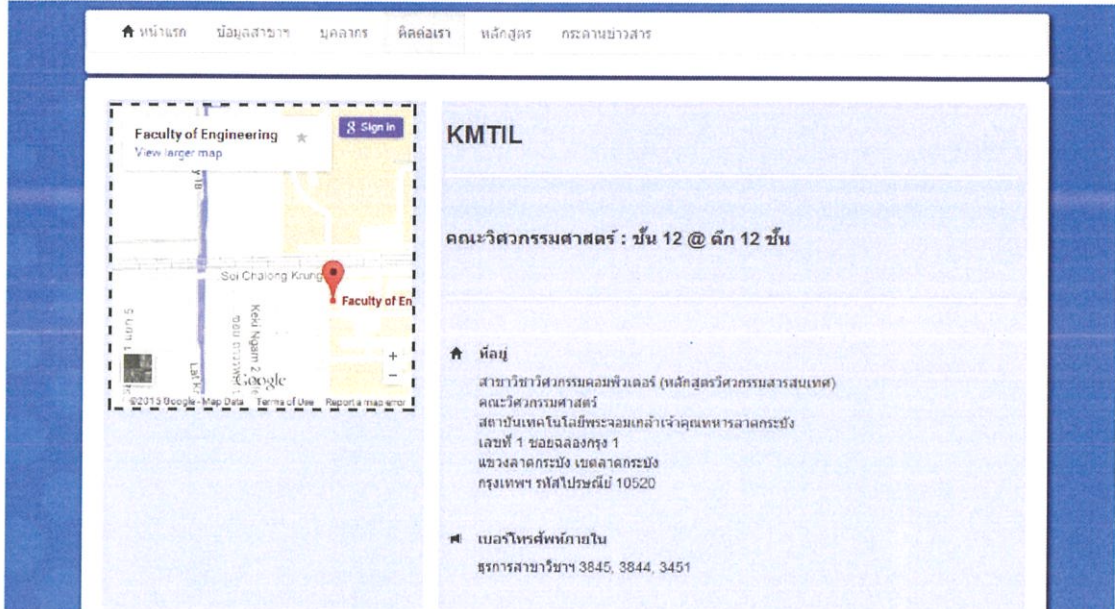 หน้าแรก ข้อมูลสาขาฯ บุคลากร ติดต่อเรา หลักสูตร กระดานข่าวสาร
Faculty of Engineering
View larger map
8 Sign in
Soi Chalong Krung
Faculty of En
Keki Ngam 2
Google
+
−
©2015 Google - Map Data Terms of Use Report a map error
KMTIL
คณะวิศวกรรมศาสตร์ : ชั้น 12 @ ตึก 12 ชั้น
ที่อยู่
สาขาวิชาวิศวกรรมคอมพิวเตอร์ (หลักสูตรวิศวกรรมสารสนเทศ)
คณะวิศวกรรมศาสตร์
สถาบันเทคโนโลยีพระจอมเกล้าเจ้าคุณทหารลาดกระบัง
เลขที่ 1 ซอยฉลองกรุง 1
แขวงลาดกระบัง เขตลาดกระบัง
กรุงเทพฯ รหัสไปรษณีย์ 10520
เบอร์โทรศัพท์ภายใน
ธุรการสาขาวิชาฯ 3845, 3844, 3451